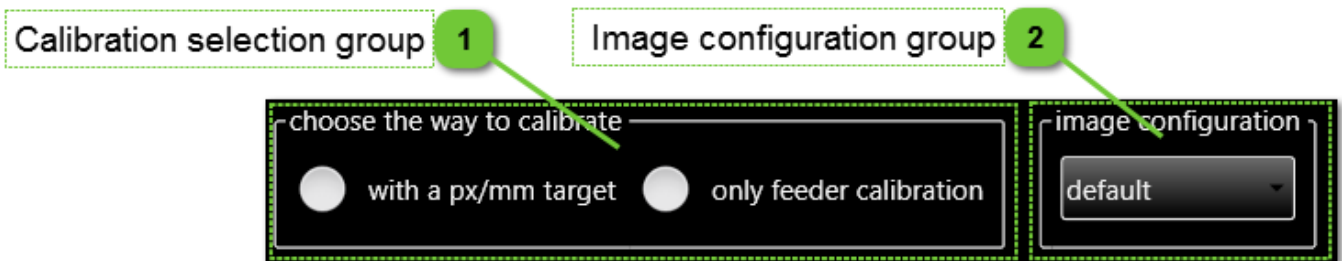 Calibration selection group 1
Image configuration group 2
choose the way to calibrate
image configuration
with a px/mm target
only feeder calibration
default